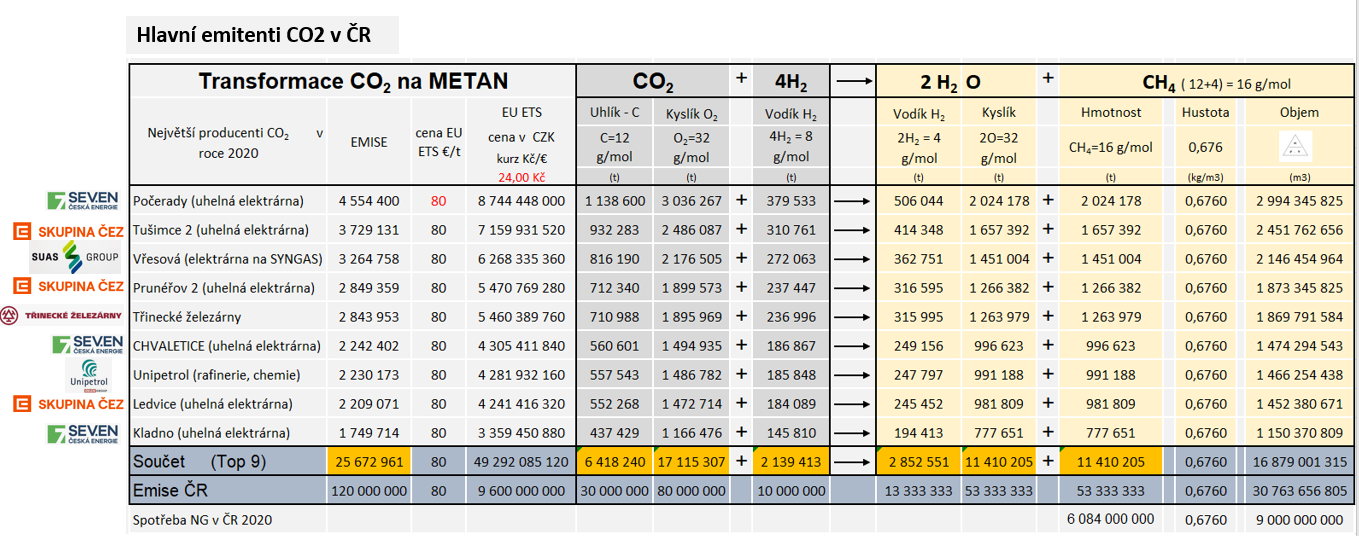 Hlavní emitenti CO2 v ČR
Transformace CO₂ na METAN CO₂ + 4H₂ 2 H₂ O + CH₄ ( 12+4) = 16 g/mol
Největší producenti CO₂ v roce 2020 EMISE cena EU ETS €/t EU ETS cena v CZK kurz Kč/€ 24,00 Kč Uhlík - C C=12 g/mol (t) Kyslík O₂ O₂=32 g/mol (t) Vodík H₂ 4H₂ = 8 g/mol (t) Vodík H₂ 2H₂ = 4 g/mol (t) Kyslík 2O=32 g/mol (t) Hmotnost CH₄=16 g/mol (t) Hustota 0,676 (kg/m3) Objem (m3)
SEV.EN ČESKÁ ENERGIE Počerady (uhelná elektrárna) 4 554 400 80 8 744 448 000 1 138 600 3 036 267 + 379 533 506 044 2 024 178 + 2 024 178 0,6760 2 994 345 825
SKUPINA ČEZ Tušimce 2 (uhelná elektrárna) 3 729 131 80 7 159 931 520 932 283 2 486 087 + 310 761 414 348 1 657 392 + 1 657 392 0,6760 2 451 762 656
SUAS GROUP Vřesová (elektrárna na SYNGAS) 3 264 758 80 6 268 335 360 816 190 2 176 505 + 272 063 362 751 1 451 004 + 1 451 004 0,6760 2 146 454 964
SKUPINA ČEZ Prunéřov 2 (uhelná elektrárna) 2 849 359 80 5 470 769 280 712 340 1 899 573 + 237 447 316 595 1 266 382 + 1 266 382 0,6760 1 873 345 825
TŘINECKÉ ŽELEZÁRNY Třinecké železárny 2 843 953 80 5 460 389 760 710 988 1 895 969 + 236 996 315 995 1 263 979 + 1 263 979 0,6760 1 869 791 584
SEV.EN ČESKÁ ENERGIE CHVALETICE (uhelná elektrárna) 2 242 402 80 4 305 411 840 560 601 1 494 935 + 186 867 249 156 996 623 + 996 623 0,6760 1 474 294 543
Unipetrol Unipetrol (rafinerie, chemie) 2 230 173 80 4 281 932 160 557 543 1 486 782 + 185 848 247 797 991 188 + 991 188 0,6760 1 466 254 438
SKUPINA ČEZ Ledvice (uhelná elektrárna) 2 209 071 80 4 241 416 320 552 268 1 472 714 + 184 089 245 452 981 809 + 981 809 0,6760 1 452 380 671
SEV.EN ČESKÁ ENERGIE Kladno (uhelná elektrárna) 1 749 714 80 3 359 450 880 437 429 1 166 476 + 145 810 194 413 777 651 + 777 651 0,6760 1 150 370 809
Součet (Top 9) 25 672 961 80 49 292 085 120 6 418 240 17 115 307 + 2 139 413 2 852 551 11 410 205 + 11 410 205 0,6760 16 879 001 315
Emise ČR 120 000 000 80 9 600 000 000 30 000 000 80 000 000 10 000 000 13 333 333 53 333 333 53 333 333 0,6760 30 763 656 805
Spotřeba NG v ČR 2020 6 084 000 000 0,6760 9 000 000 000